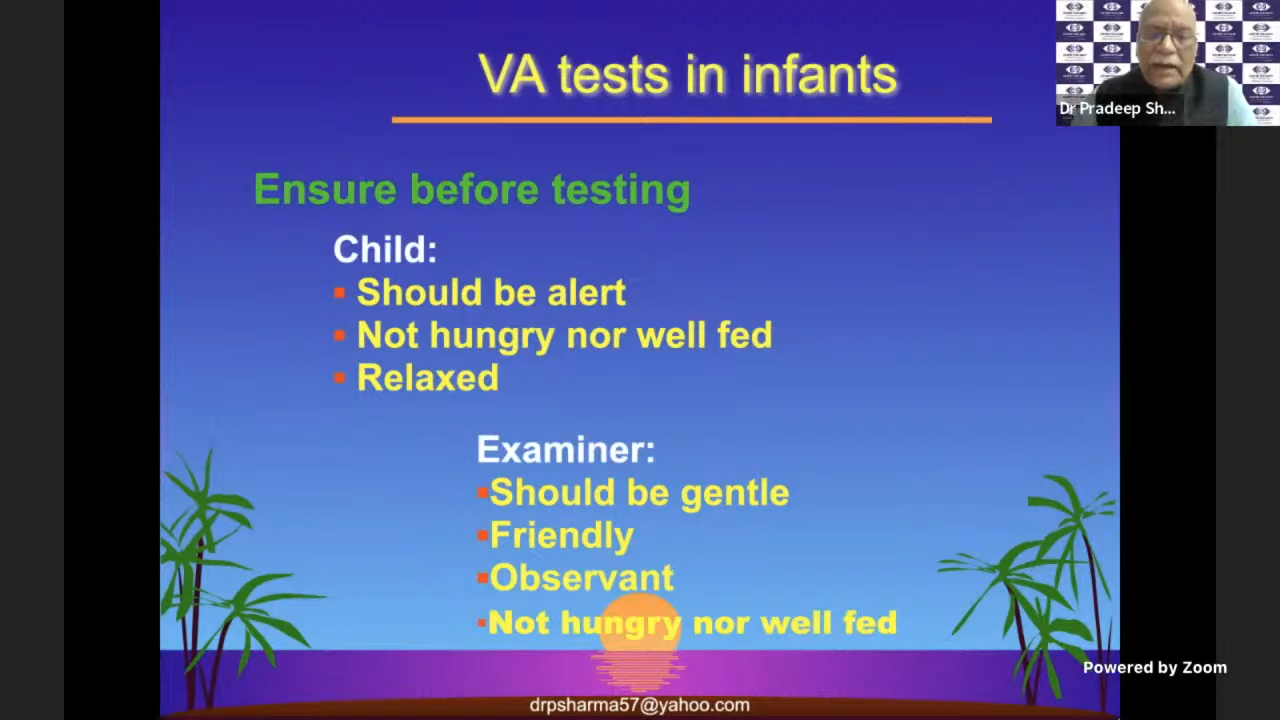 VA tests in infants
Dr Pradeep Sh...
Ensure before testing
Child:
▪ Should be alert
▪ Not hungry nor well fed
▪ Relaxed
Examiner:
▪Should be gentle
▪Friendly
▪Observant
▪Not hungry nor well fed
Powered by Zoom
drpsharma57@yahoo.com